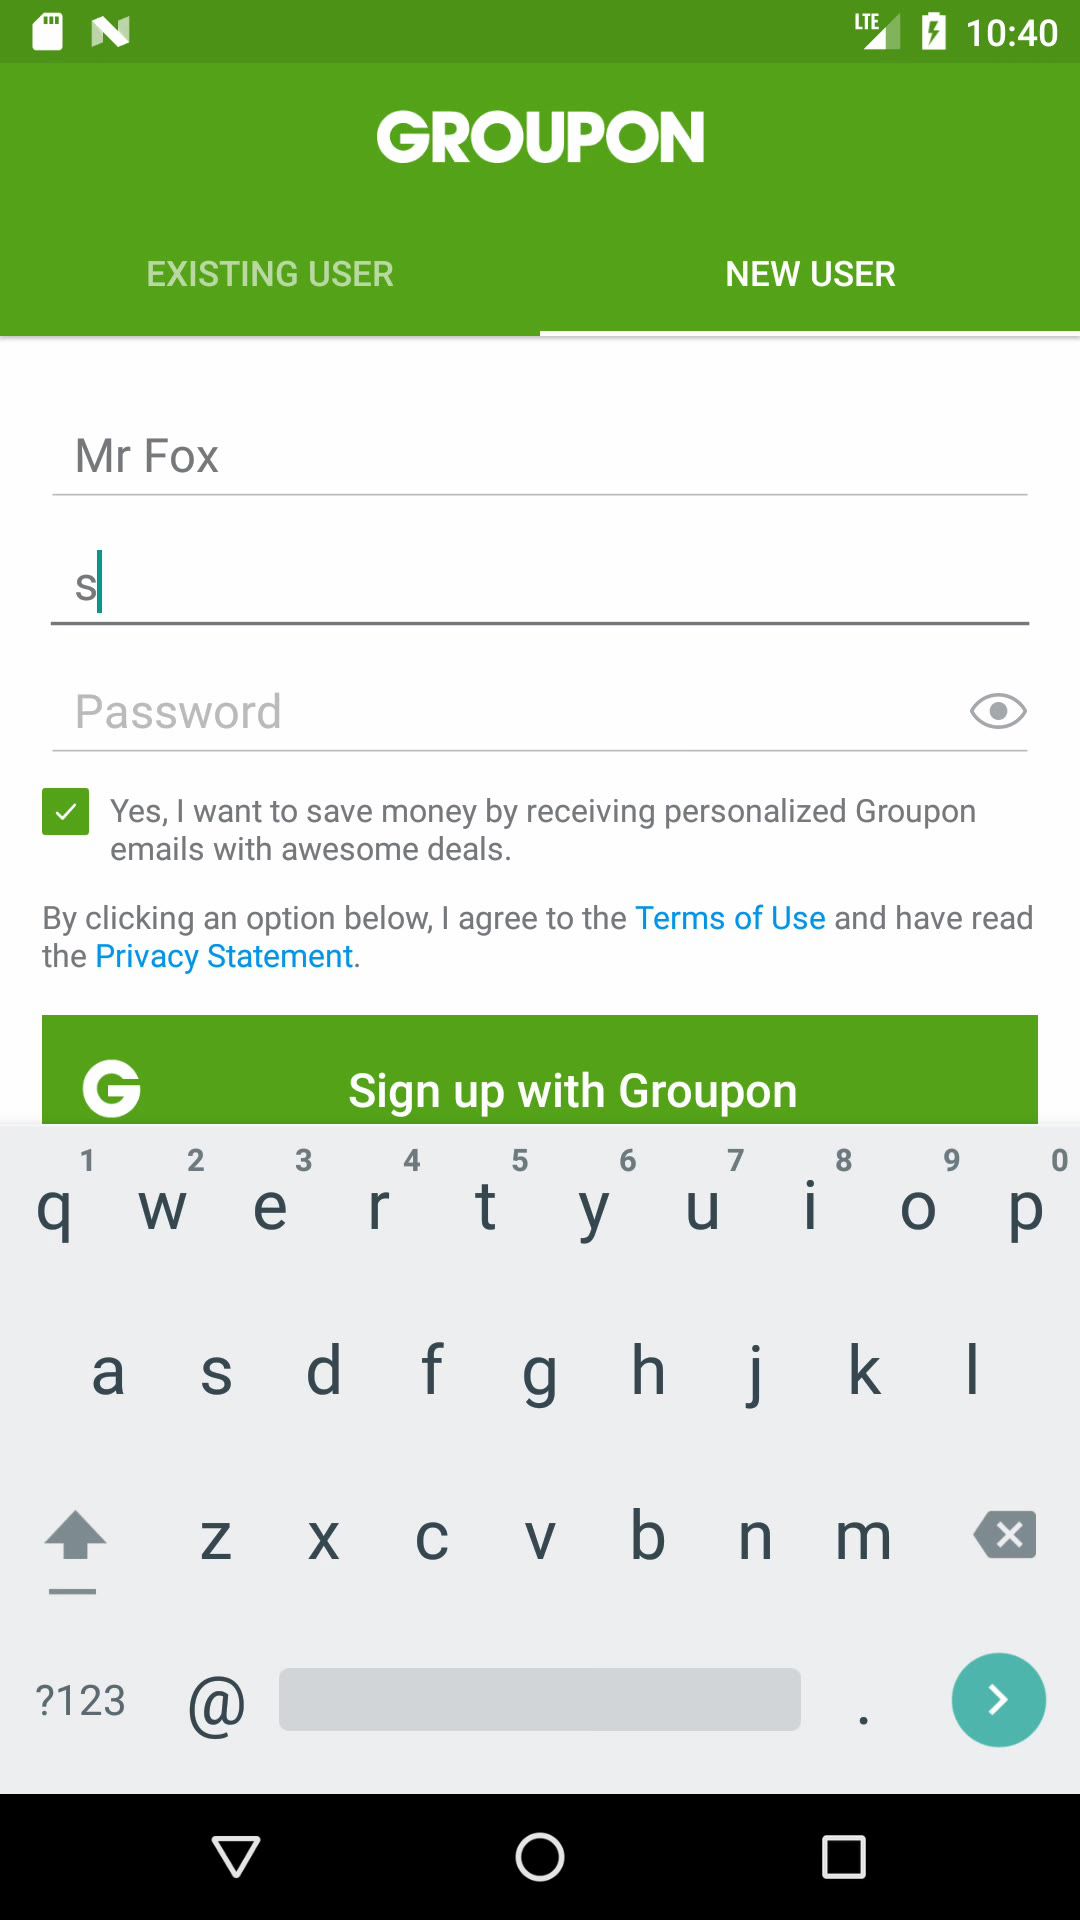 LTE 10:40
GROUPON
EXISTING USER NEW USER
Mr Fox
s
Password
Yes, I want to save money by receiving personalized Groupon
emails with awesome deals.
By clicking an option below, I agree to the Terms of Use and have read
the Privacy Statement.
G Sign up with Groupon
1 2 3 4 5 6 7 8 9 0
q w e r t y u i o p
a s d f g h j k l
z x c v b n m
?123 @ .